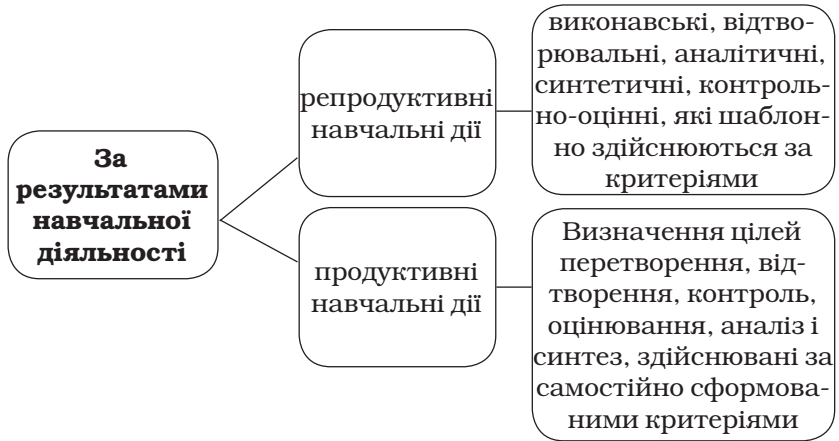 За
результатами
навчальної
діяльності
репродуктивні
навчальні дії
виконавські, відтво-
рювальні, аналітичні,
синтетичні, контроль-
но-оцінні, які шаблон-
но здійснюються за
критеріями
продуктивні
навчальні дії
Визначення цілей
перетворення, від-
творення, контроль,
оцінювання, аналіз і
синтез, здійснювані за
самостійно сформова-
ними критеріями